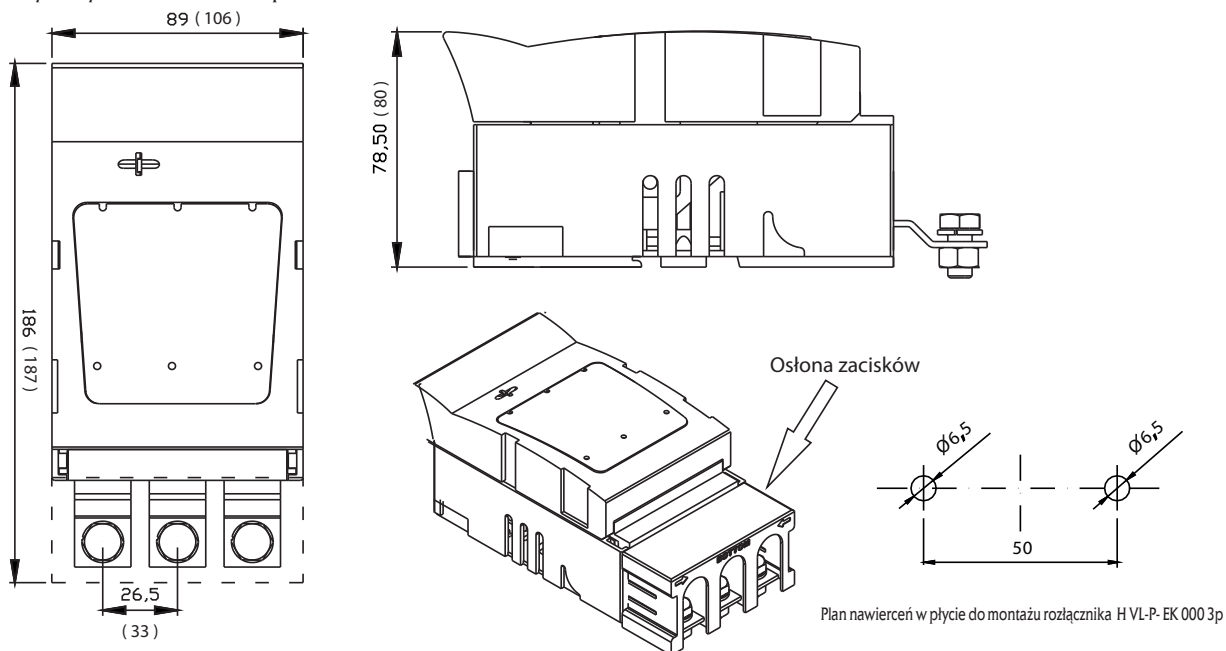 89 (106)
78,50 (80)
186 (187)
26,5
(33)
Osłona zacisków
BOTTOM
Ø6,5
Ø6,5
50
Plan nawierceń w płycie do montażu rozłącznika H VL-P- EK 000 3p